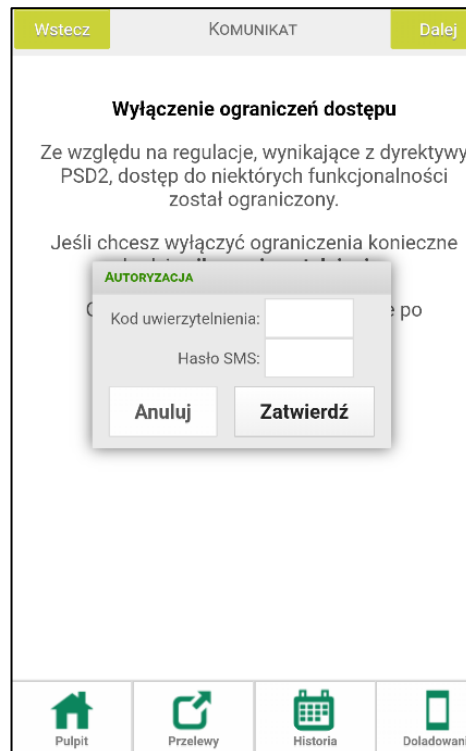 Wstecz
KOMUNIKAT
Dalej
Wyłączenie ograniczeń dostępu
Ze względu na regulacje, wynikające z dyrektywy
PSD2, dostęp do niektórych funkcjonalności
został ograniczony.
Jeśli chcesz wyłączyć ograniczenia konieczne
AUTORYZACJA
po
Kod uwierzytelnienia:
Hasło SMS:
Anuluj
Zatwierdź
Pulpit
Przelewy
Historia
Doladowani